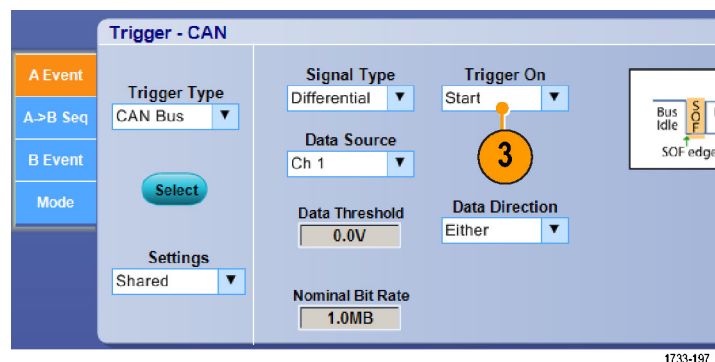 Trigger - CAN
A Event
A->B Seq
B Event
Mode
Trigger Type
CAN Bus
Select
Settings
Shared
Signal Type
Differential
Data Source
Ch 1
Data Threshold
0.0V
Nominal Bit Rate
1.0MB
Trigger On
Start
3
Data Direction
Either
Bus
Idle
SOF
SOF edge
1733-197